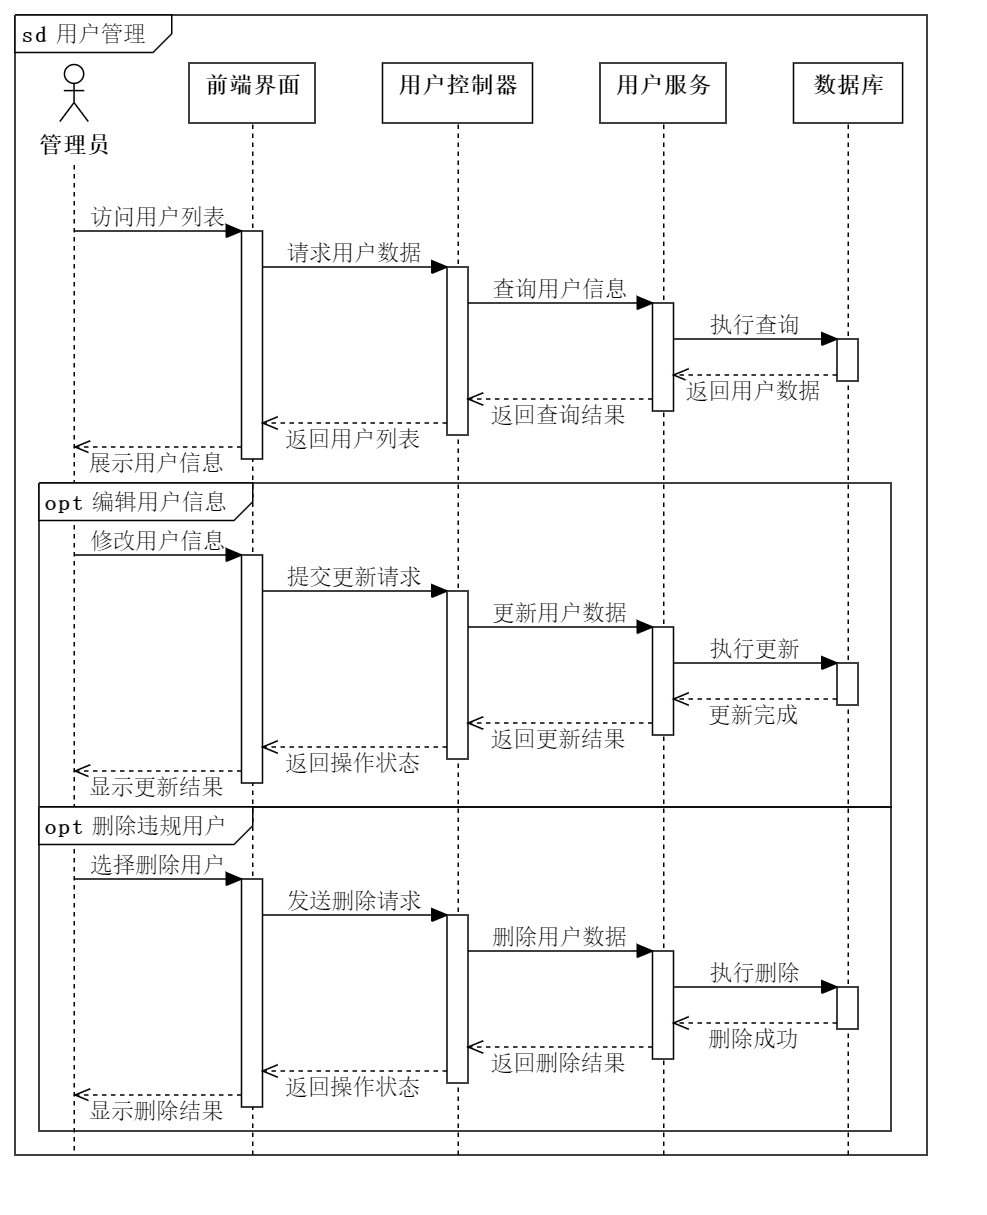 sd 用户管理
管理员
前端界面
用户控制器
用户服务
数据库
访问用户列表
请求用户数据
查询用户信息
执行查询
返回用户数据
返回查询结果
返回用户列表
展示用户信息
opt 编辑用户信息
修改用户信息
提交更新请求
更新用户数据
执行更新
更新完成
返回更新结果
返回操作状态
显示更新结果
opt 删除违规用户
选择删除用户
发送删除请求
删除用户数据
执行删除
删除成功
返回删除结果
返回操作状态
显示删除结果